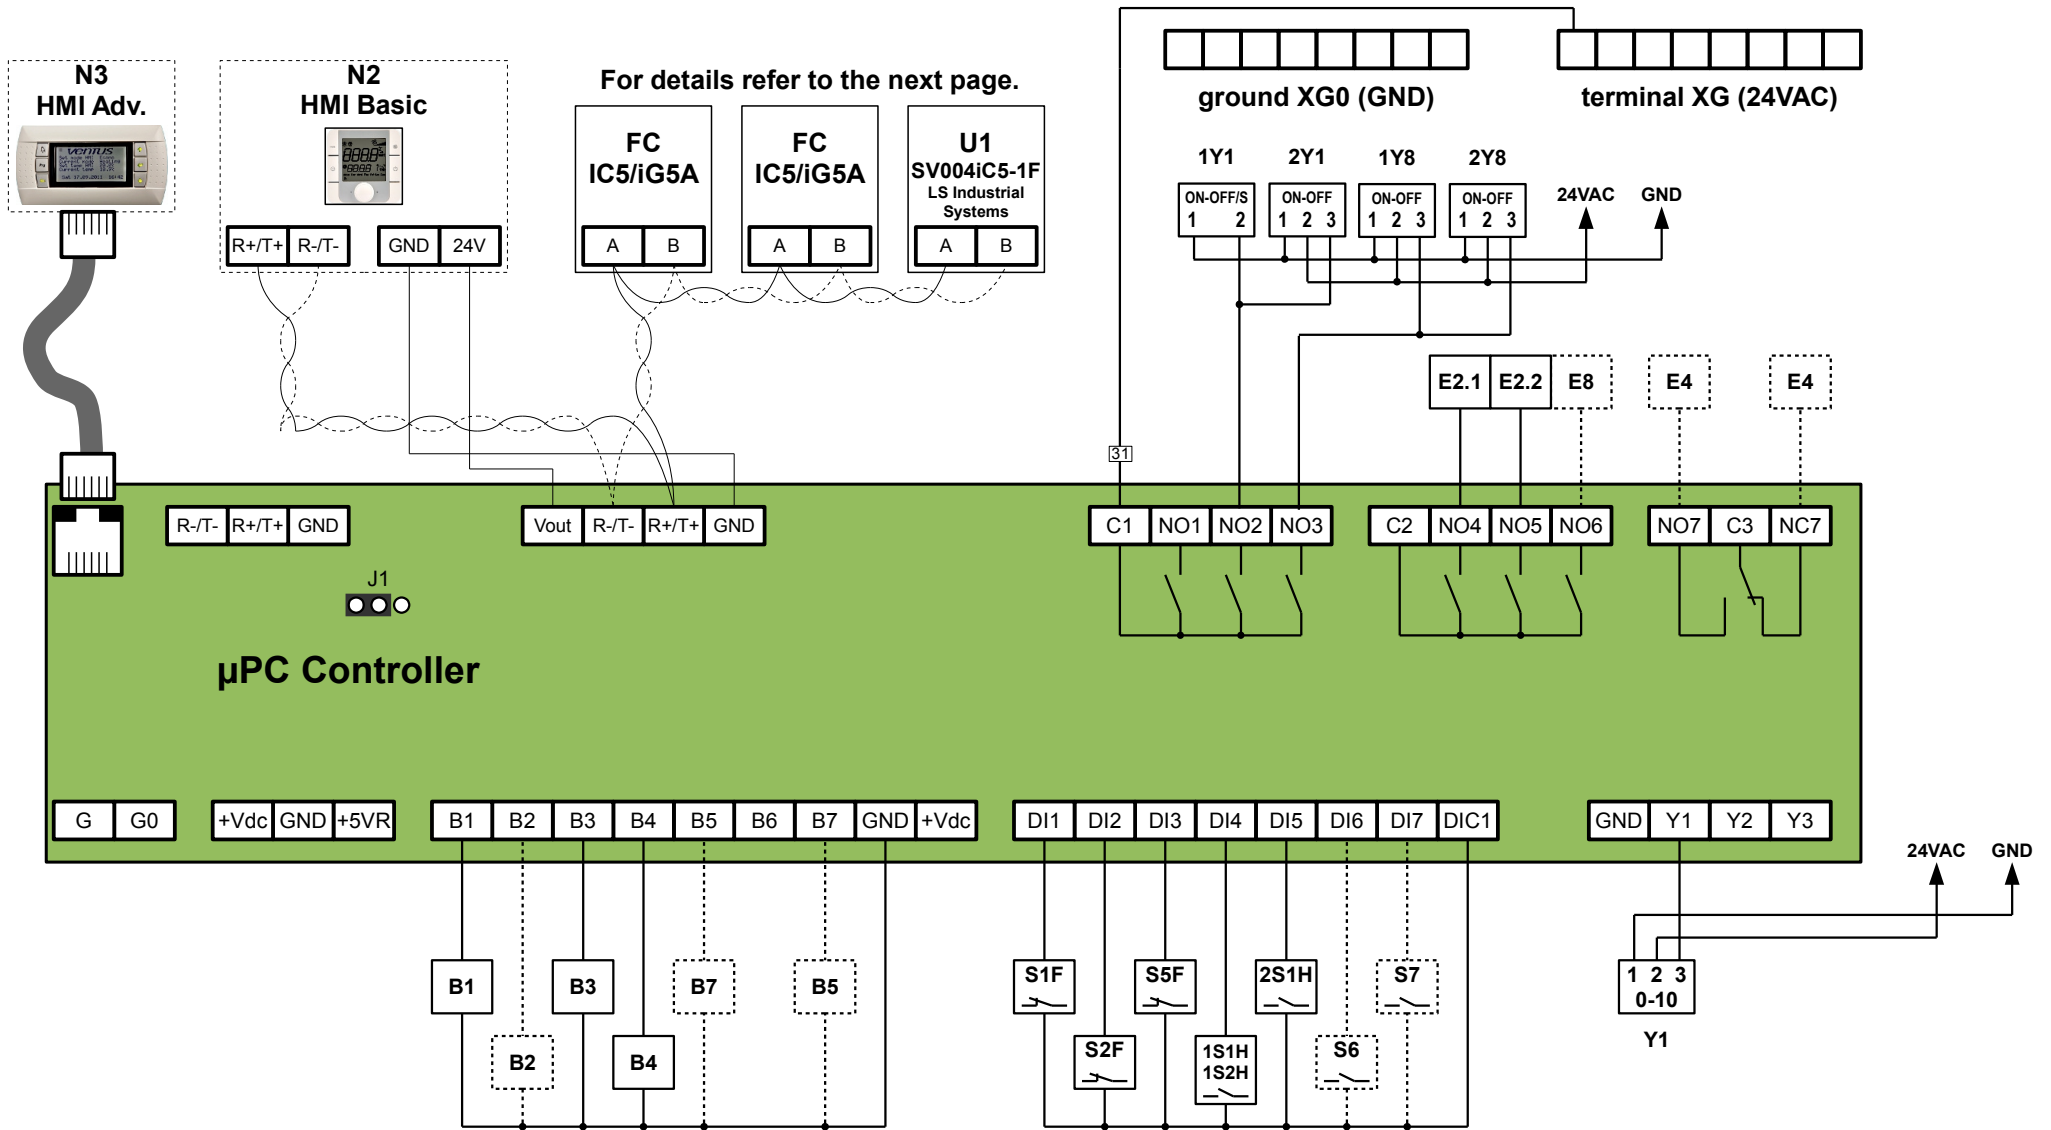 N3
HMI Adv.
ventus
N2
HMI Basic
R+/T+ R-/T- GND 24V
For details refer to the next page.
FC
IC5/iG5A
A B
FC
IC5/iG5A
A B
U1
SV004iC5-1F
LS Industrial
Systems
A B
ground XG0 (GND)
terminal XG (24VAC)
1Y1 2Y1 1Y8 2Y8
24VAC GND
ON-OFF/S ON-OFF ON-OFF ON-OFF
1 2 1 2 3 1 2 3 1 2 3
E2.1 E2.2 E8 E4 E4
31
R-/T- R+/T+ GND
Vout R-/T- R+/T+ GND
C1 NO1 NO2 NO3
C2 NO4 NO5 NO6
NO7 C3 NC7
J1
µPC Controller
G G0
+Vdc GND +5VR
B1 B2 B3 B4 B5 B6 B7 GND +Vdc
DI1 DI2 DI3 DI4 DI5 DI6 DI7 DIC1
GND Y1 Y2 Y3
24VAC GND
B1 B3 B7 B5
B2 B4
S1F S5F 2S1H S7
S2F
1S1H
1S2H
S6
1 2 3
0-10
Y1